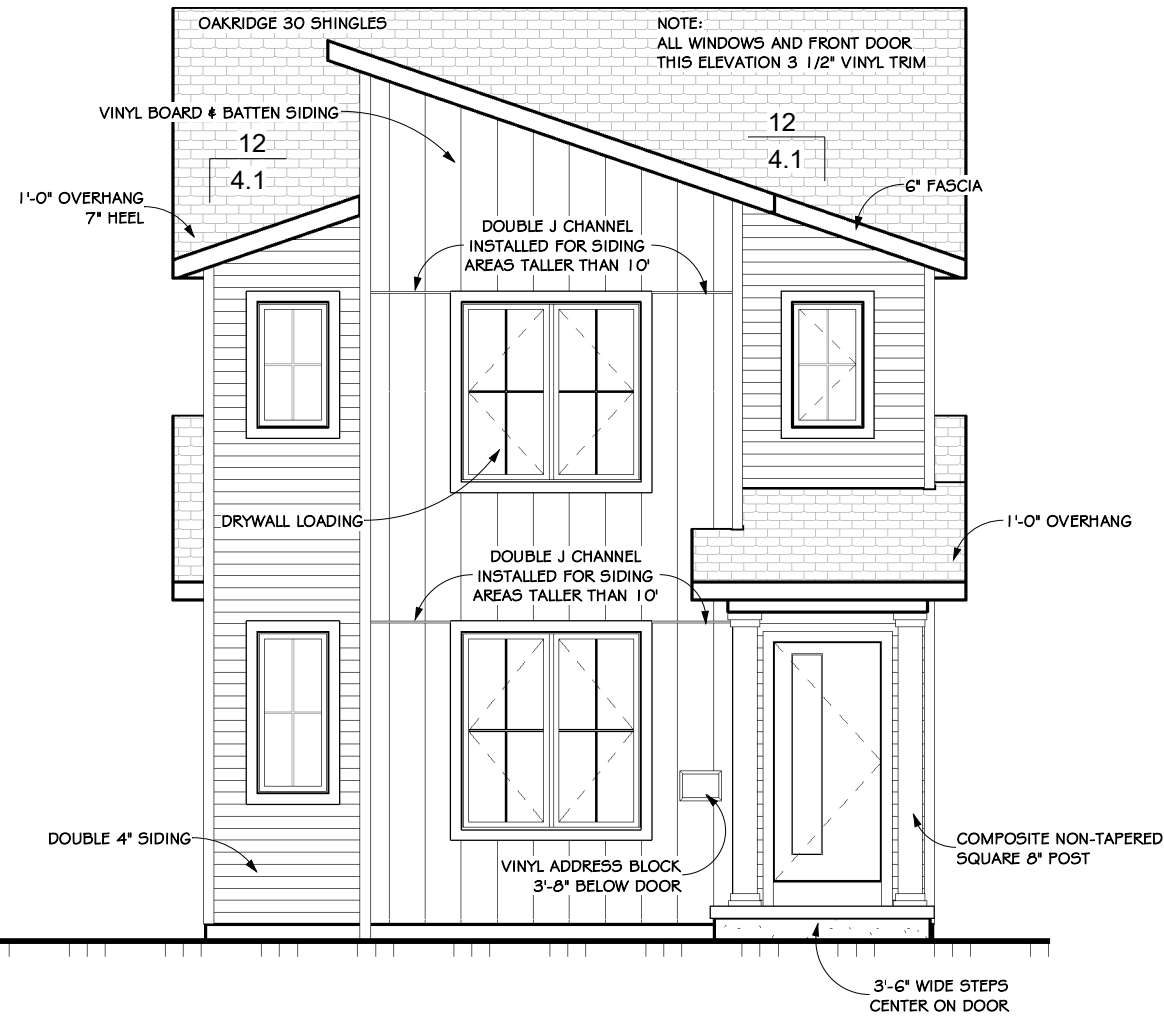 OAKRIDGE 30 SHINGLES
NOTE:
ALL WINDOWS AND FRONT DOOR
THIS ELEVATION 3 1/2" VINYL TRIM
VINYL BOARD & BATTEN SIDING
12
4.1
12
4.1
1'-0" OVERHANG
7" HEEL
6" FASCIA
DOUBLE J CHANNEL
INSTALLED FOR SIDING
AREAS TALLER THAN 10'
DRYWALL LOADING
1'-0" OVERHANG
DOUBLE J CHANNEL
INSTALLED FOR SIDING
AREAS TALLER THAN 10'
DOUBLE 4" SIDING
VINYL ADDRESS BLOCK
3'-8" BELOW DOOR
COMPOSITE NON-TAPERED
SQUARE 8" POST
3'-6" WIDE STEPS
CENTER ON DOOR